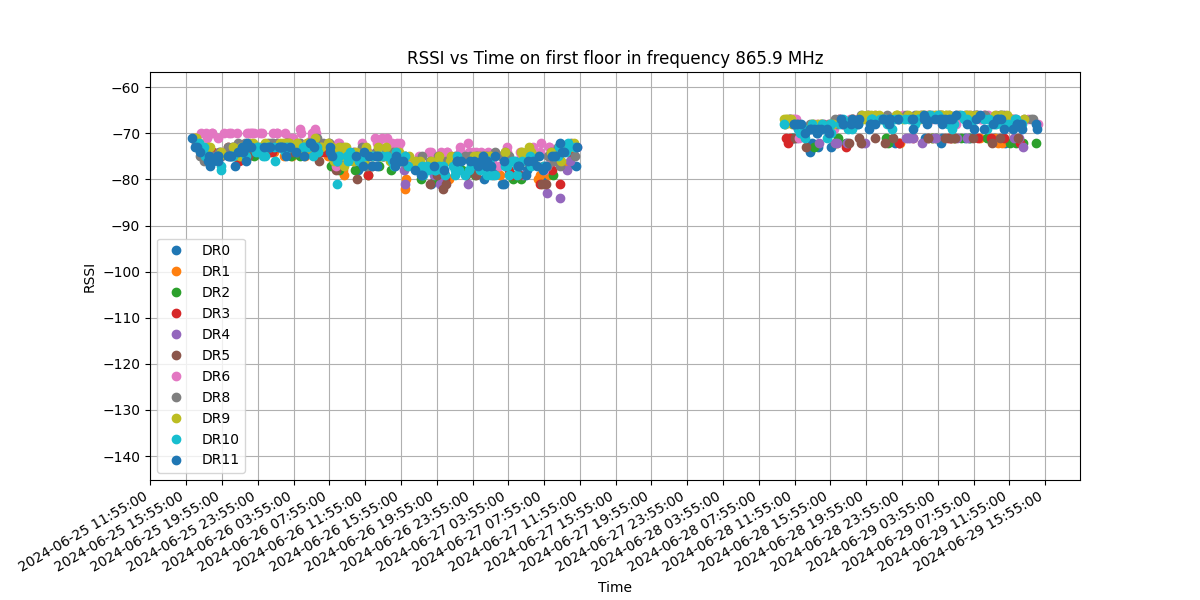 RSSI vs Time on first floor in frequency 865.9 MHz
−60
−70
−80
−90
−100
−110
−120
−130
−140
RSSI
DR0
DR1
DR2
DR3
DR4
DR5
DR6
DR8
DR9
DR10
DR11
2024-06-25 11:55:00
2024-06-25 15:55:00
2024-06-25 19:55:00
2024-06-25 23:55:00
2024-06-26 03:55:00
2024-06-26 07:55:00
2024-06-26 11:55:00
2024-06-26 15:55:00
2024-06-26 19:55:00
2024-06-26 23:55:00
2024-06-27 03:55:00
2024-06-27 07:55:00
2024-06-27 11:55:00
2024-06-27 15:55:00
2024-06-27 19:55:00
2024-06-27 23:55:00
2024-06-28 03:55:00
2024-06-28 07:55:00
2024-06-28 11:55:00
2024-06-28 15:55:00
2024-06-28 19:55:00
2024-06-28 23:55:00
2024-06-29 03:55:00
2024-06-29 07:55:00
2024-06-29 11:55:00
2024-06-29 15:55:00
Time